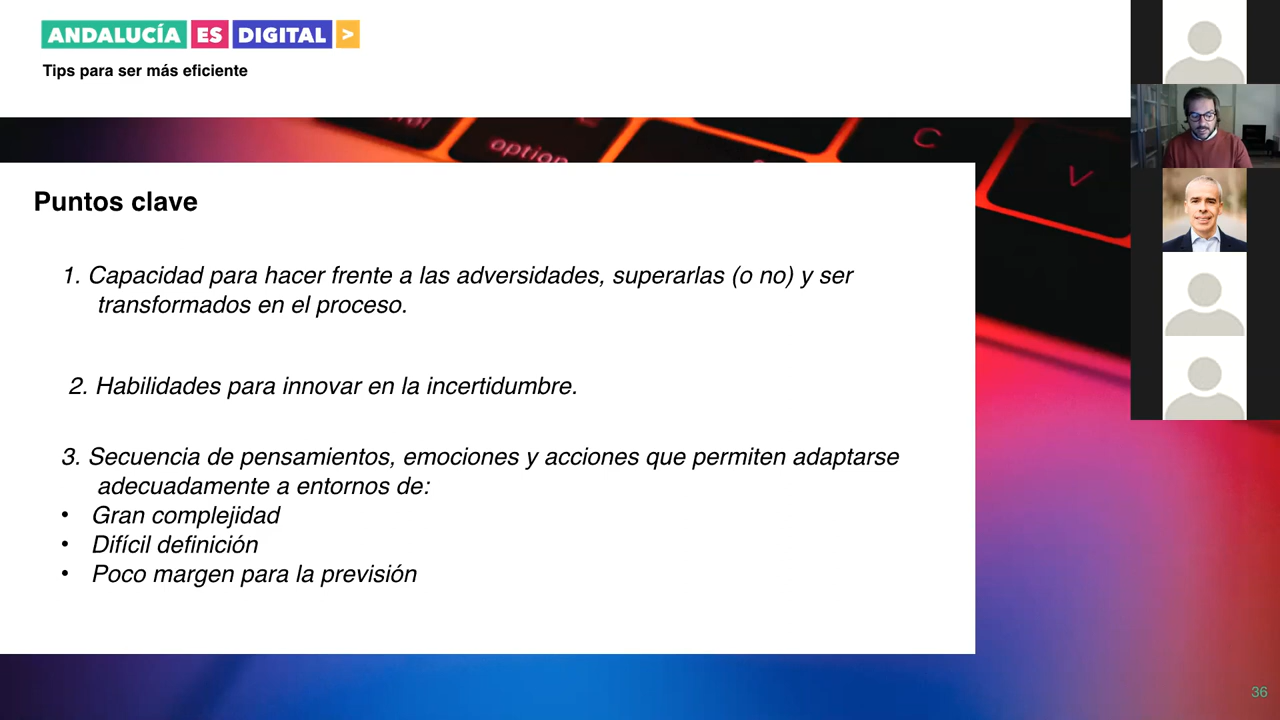 ANDALUCÍA ES DIGITAL >
Tips para ser más eficiente
option
C
V
Puntos clave
1. Capacidad para hacer frente a las adversidades, superarlas (o no) y ser
transformados en el proceso.
2. Habilidades para innovar en la incertidumbre.
3. Secuencia de pensamientos, emociones y acciones que permiten adaptarse
adecuadamente a entornos de:
• Gran complejidad
• Difícil definición
• Poco margen para la previsión
36